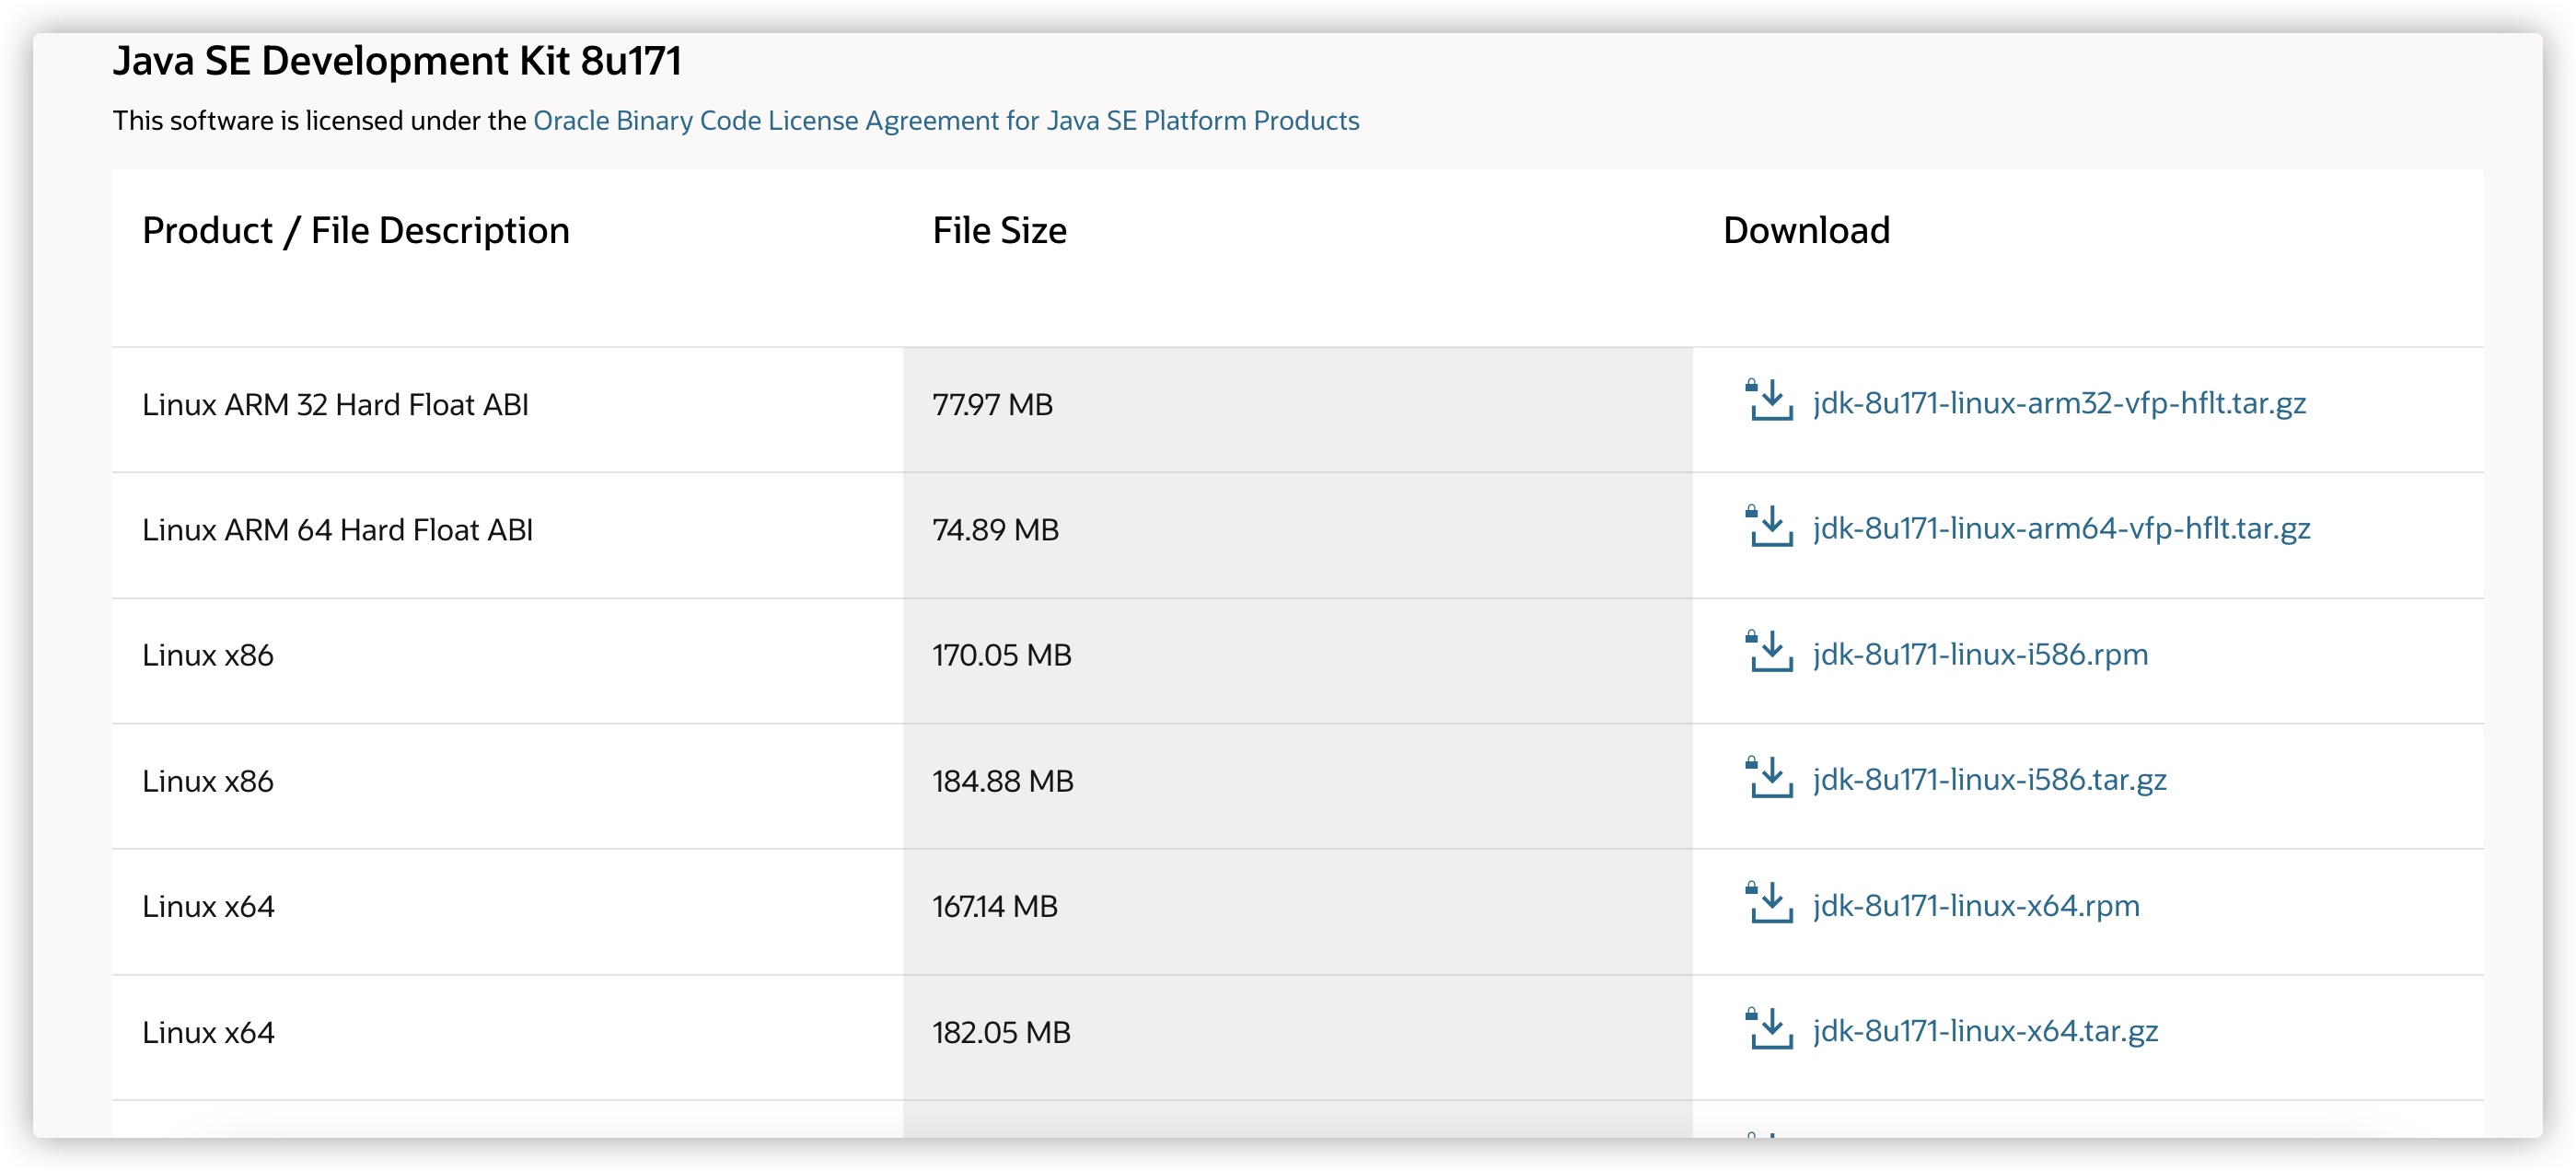 Java SE Development Kit 8u171
This software is licensed under the Oracle Binary Code License Agreement for Java SE Platform Products
Product / File Description File Size Download
Linux ARM 32 Hard Float ABI 77.97 MB jdk-8u171-linux-arm32-vfp-hflt.tar.gz
Linux ARM 64 Hard Float ABI 74.89 MB jdk-8u171-linux-arm64-vfp-hflt.tar.gz
Linux x86 170.05 MB jdk-8u171-linux-i586.rpm
Linux x86 184.88 MB jdk-8u171-linux-i586.tar.gz
Linux x64 167.14 MB jdk-8u171-linux-x64.rpm
Linux x64 182.05 MB jdk-8u171-linux-x64.tar.gz